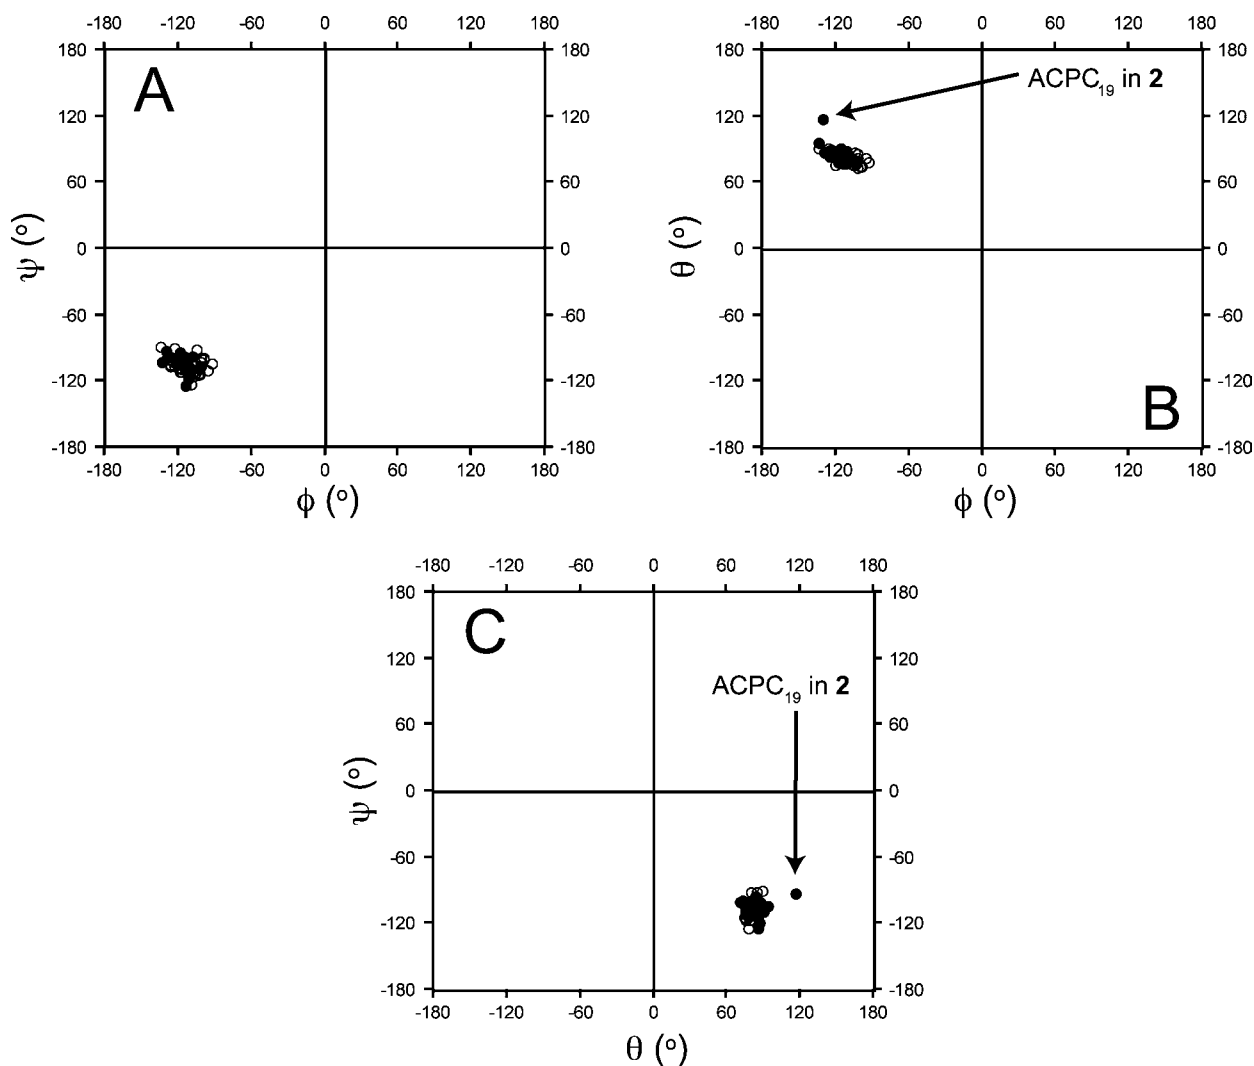 -180 -120 -60 0 60 120 180 -180 -120 -60 0 60 120 180
180 180 180 180
A ACPC19 in 2
120 120 120 120
60 60 60 60
ψ (°) 0 0 θ (°) 0 0
-60 -60 -60 -60
-120 -120 -120 B -120
-180 -180 -180 -180
-180 -120 -60 0 60 120 180 -180 -120 -60 0 60 120 180
ϕ (°) ϕ (°)
-180 -120 -60 0 60 120 180
180 180
C
120 120
ACPC19 in 2
60 60
ψ (°) 0 0
-60 -60
-120 -120
-180 -180
-180 -120 -60 0 60 120 180
θ (°)